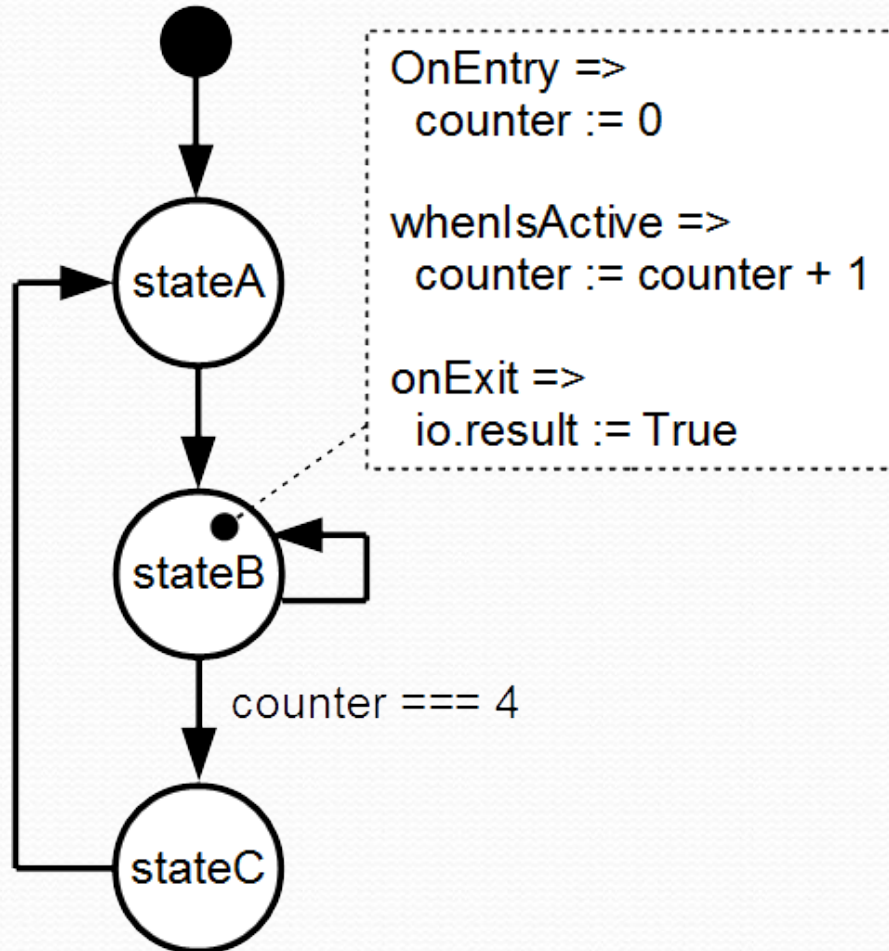 OnEntry =>
counter := 0
whenIsActive =>
counter := counter + 1
onExit =>
io.result := True
stateA
stateB
counter === 4
stateC